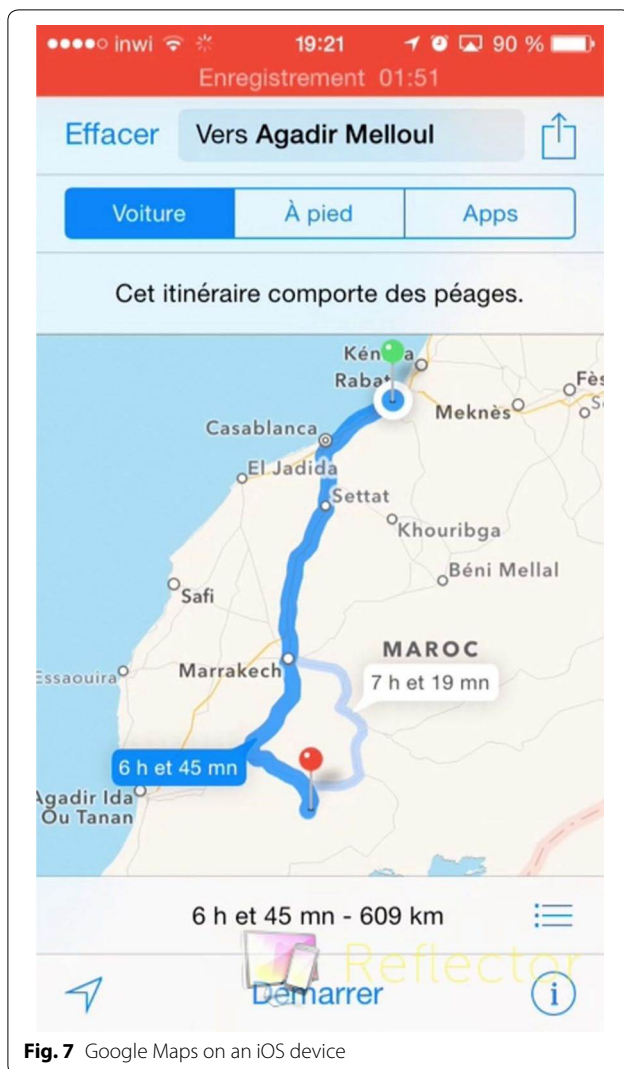 inwi 19:21 90 %
Enregistrement 01:51
Effacer Vers Agadir Melloul
Voiture À pied Apps
Cet itinéraire comporte des péages.
Rabat
Fès
Meknès
Casablanca
El Jadida
Settat
Khouribga
Béni Mellal
Safi
MAROC
Essaouira
Marrakech
7 h et 19 mn
6 h et 45 mn
Agadir Ida
Ou Tanan
6 h et 45 mn - 609 km
Reflector
Démarrer
i
Fig. 7 Google Maps on an iOS device